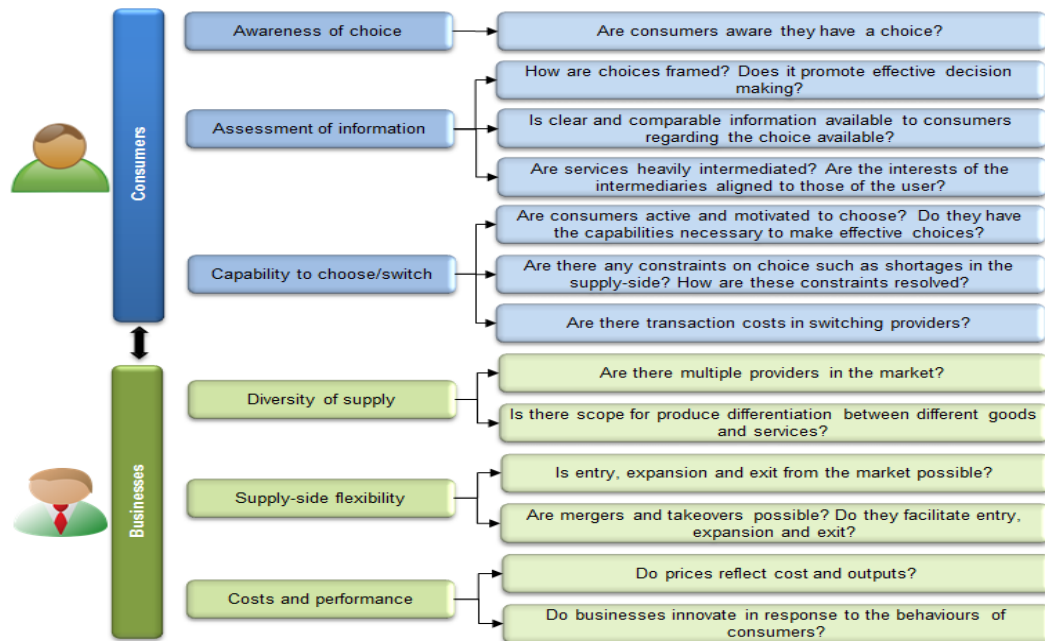 Consumers
Awareness of choice
Are consumers aware they have a choice?
Assessment of information
How are choices framed? Does it promote effective decision
making?
Is clear and comparable information available to consumers
regarding the choice available?
Are services heavily intermediated? Are the interests of the
intermediaries aligned to those of the user?
Capability to choose/switch
Are consumers active and motivated to choose? Do they have
the capabilities necessary to make effective choices?
Are there any constraints on choice such as shortages in the
supply-side? How are these constraints resolved?
Are there transaction costs in switching providers?
Businesses
Diversity of supply
Are there multiple providers in the market?
Is there scope for produce differentiation between different goods
and services?
Supply-side flexibility
Is entry, expansion and exit from the market possible?
Are mergers and takeovers possible? Do they facilitate entry,
expansion and exit?
Costs and performance
Do prices reflect cost and outputs?
Do businesses innovate in response to the behaviours of
consumers?